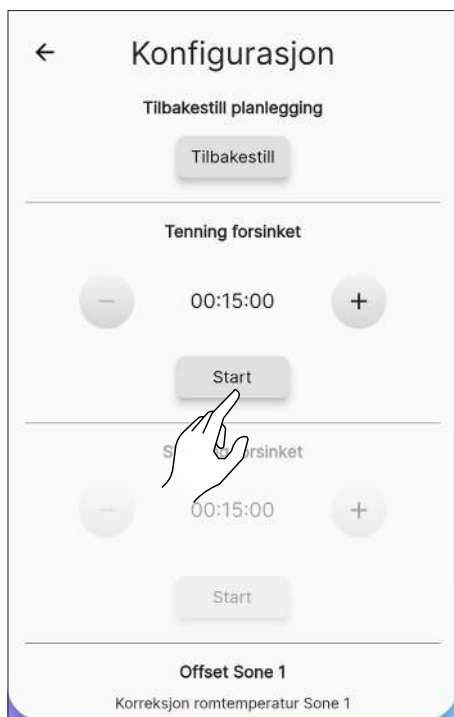 ← Konfigurasjon
Tilbakestill planlegging
Tilbakestill
Tenning forsinket
− 00:15:00 +
Start
forsinket
− 00:15:00 +
Start
Offset Sone 1
Korreksjon romtemperatur Sone 1